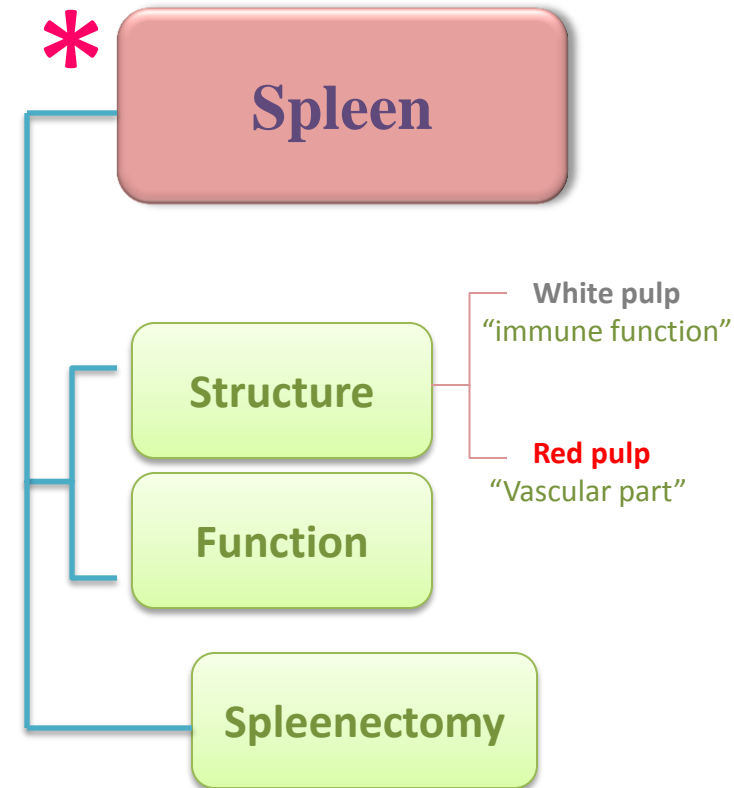 *
Spleen
White pulp
“immune function”
Structure
Red pulp
“Vascular part”
Function
Spleenectomy